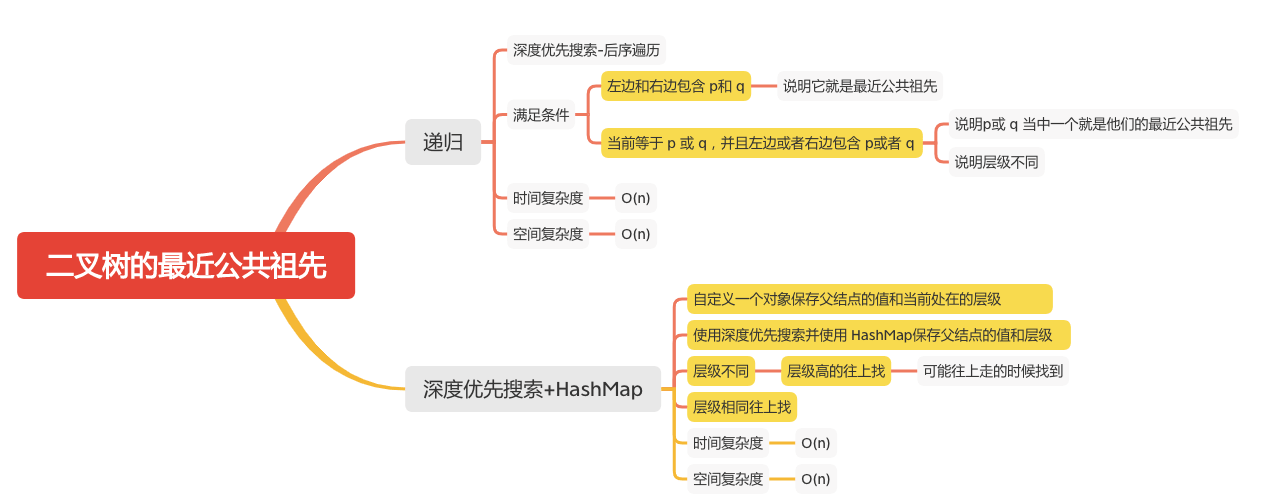 二叉树的最近公共祖先
递归
深度优先搜索-后序遍历
满足条件
左边和右边包含 p和 q
说明它就是最近公共祖先
当前等于 p 或 q，并且左边或者右边包含 p或者 q
说明p或 q 当中一个就是他们的最近公共祖先
说明层级不同
时间复杂度
O(n)
空间复杂度
O(n)
深度优先搜索+HashMap
自定义一个对象保存父结点的值和当前处在的层级
使用深度优先搜索并使用 HashMap保存父结点的值和层级
层级不同
层级高的往上找
可能往上走的时候找到
层级相同往上找
时间复杂度
O(n)
空间复杂度
O(n)